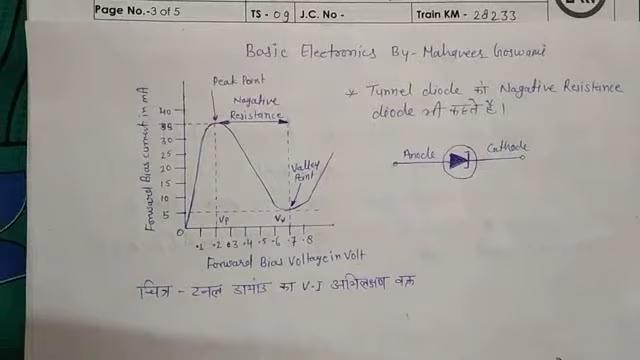 Page No.-3 of 5
TS - 09
J.C. No -
Train KM - 28233
Basic Electronics By- Mahaveer Goswami
Peak Point
Nagative
Resistance
* Tunnel diode को Nagative Resistance
diode भी कहते हैं।
Anode
Cathode
Valley
Point
Forward Bias current in mA
40
35
30
25
20
15
10
5
0
Vp
Vv
.1 .2 .3 .4 .5 .6 .7 .8
Forward Bias Voltage in Volt
चित्र - टनल डायोड का V-I अभिलक्षण वक्र